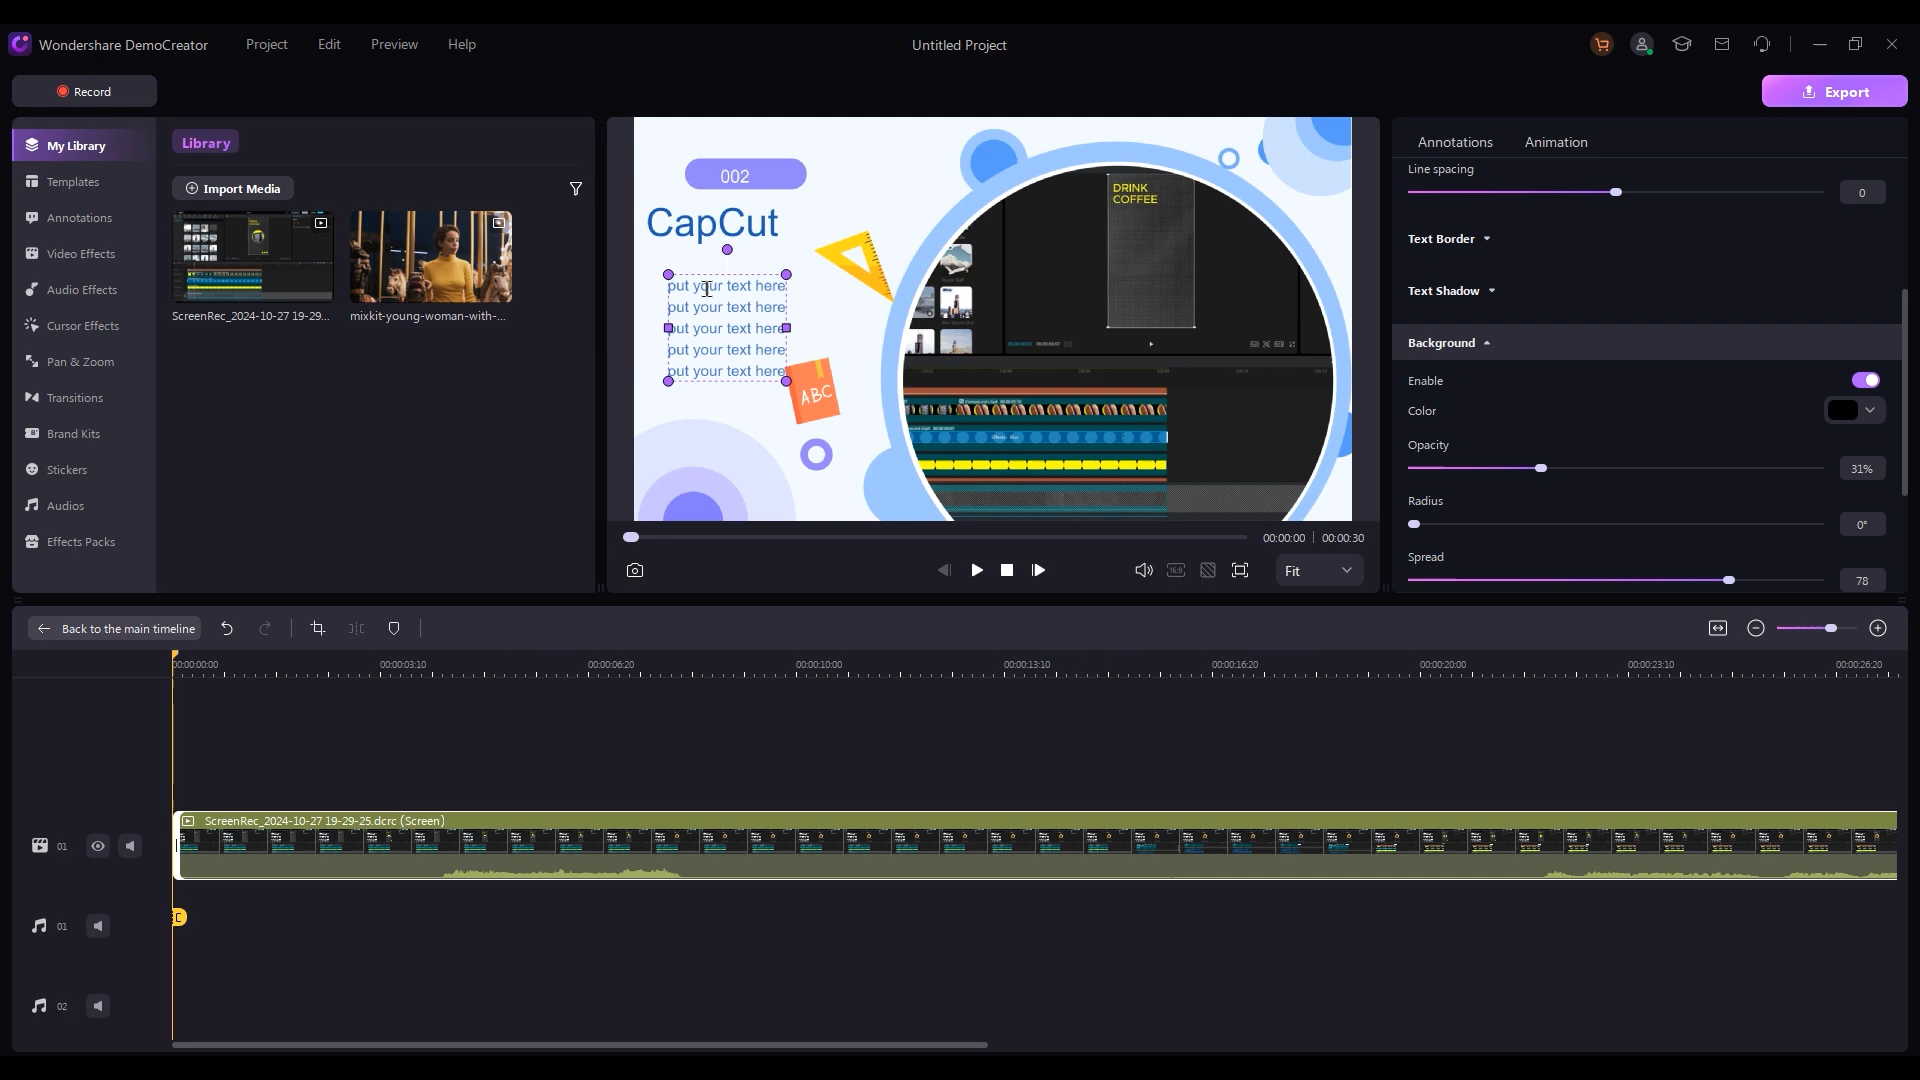 Wondershare DemoCreator Project Edit Preview Help Untitled Project
Record Export
My Library
Templates
Annotations
Video Effects
Audio Effects
Cursor Effects
Pan & Zoom
Transitions
Brand Kits
Stickers
Audios
Effects Packs
Library
Import Media
ScreenRec_2024-10-27 19-29... mixkit-young-woman-with-...
002
CapCut
put your text here
put your text here
put your text here
put your text here
put your text here
ABC
DRINK
COFFEE
00:00:00 | 00:00:30
16:9
Fit
Annotations Animation
Line spacing
0
Text Border
Text Shadow
Background
Enable
Color
Opacity
31%
Radius
0°
Spread
78
Back to the main timeline
00:00:00:00 00:00:03:10 00:00:06:20 00:00:10:00 00:00:13:10 00:00:16:20 00:00:20:00 00:00:23:10 00:00:26:20
ScreenRec_2024-10-27 19-29-25.dcrc (Screen)
01
01
02